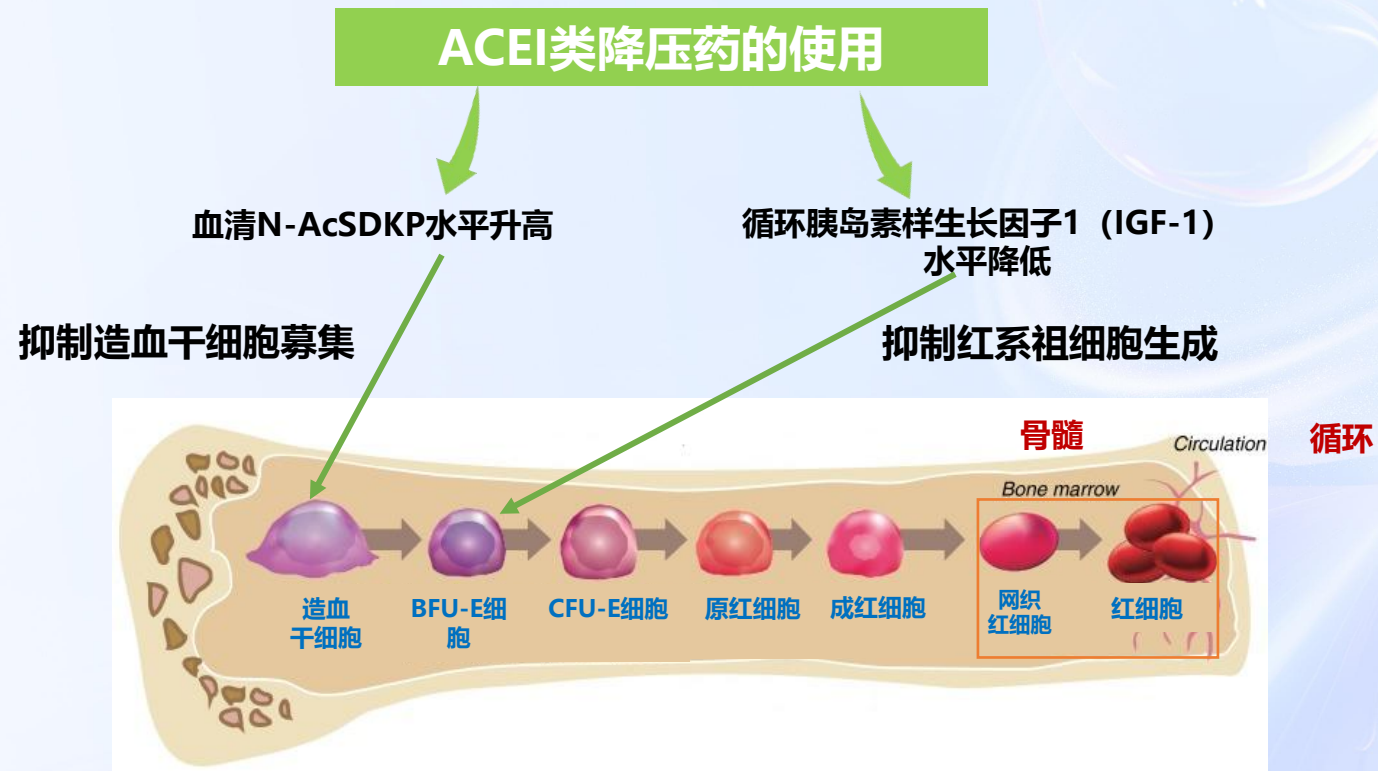 ACEI类降压药的使用
血清N-AcSDKP水平升高
循环胰岛素样生长因子1（IGF-1）
水平降低
抑制造血干细胞募集
抑制红系祖细胞生成
骨髓
Circulation
循环
Bone marrow
造血
干细胞
BFU-E细
胞
CFU-E细胞
原红细胞
成红细胞
网织
红细胞
红细胞